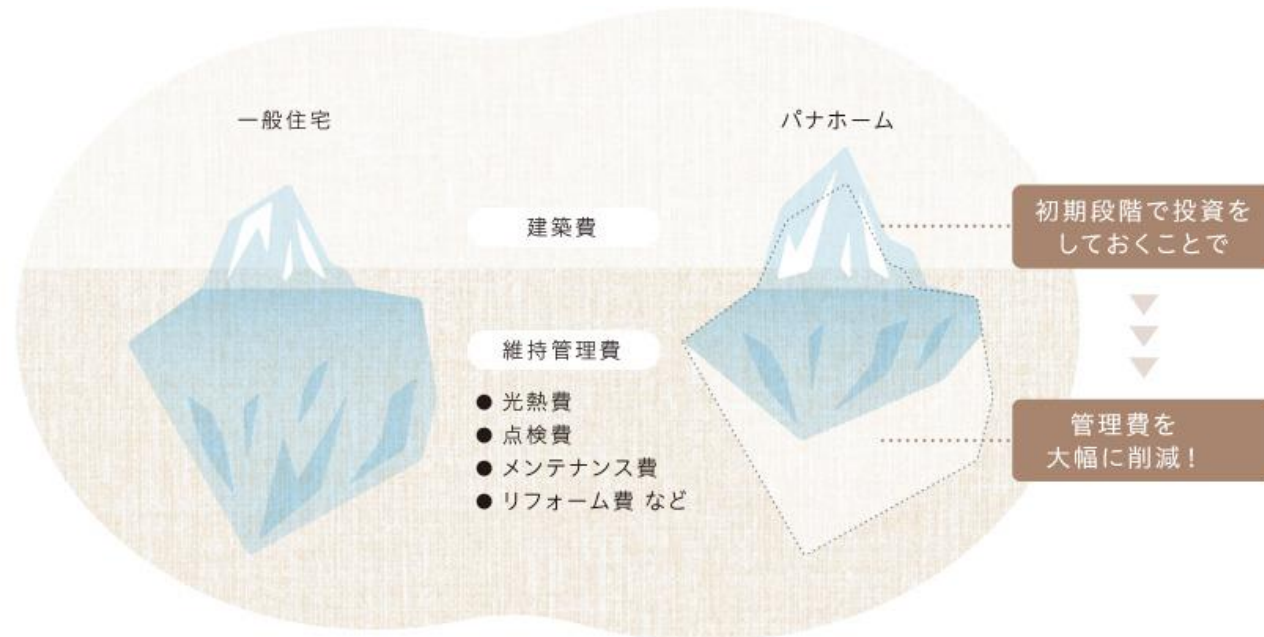 一般住宅
パナホーム
建築費
初期段階で投資を
しておくことで
維持管理費
● 光熱費
● 点検費
● メンテナンス費
● リフォーム費 など
管理費を
大幅に削減!